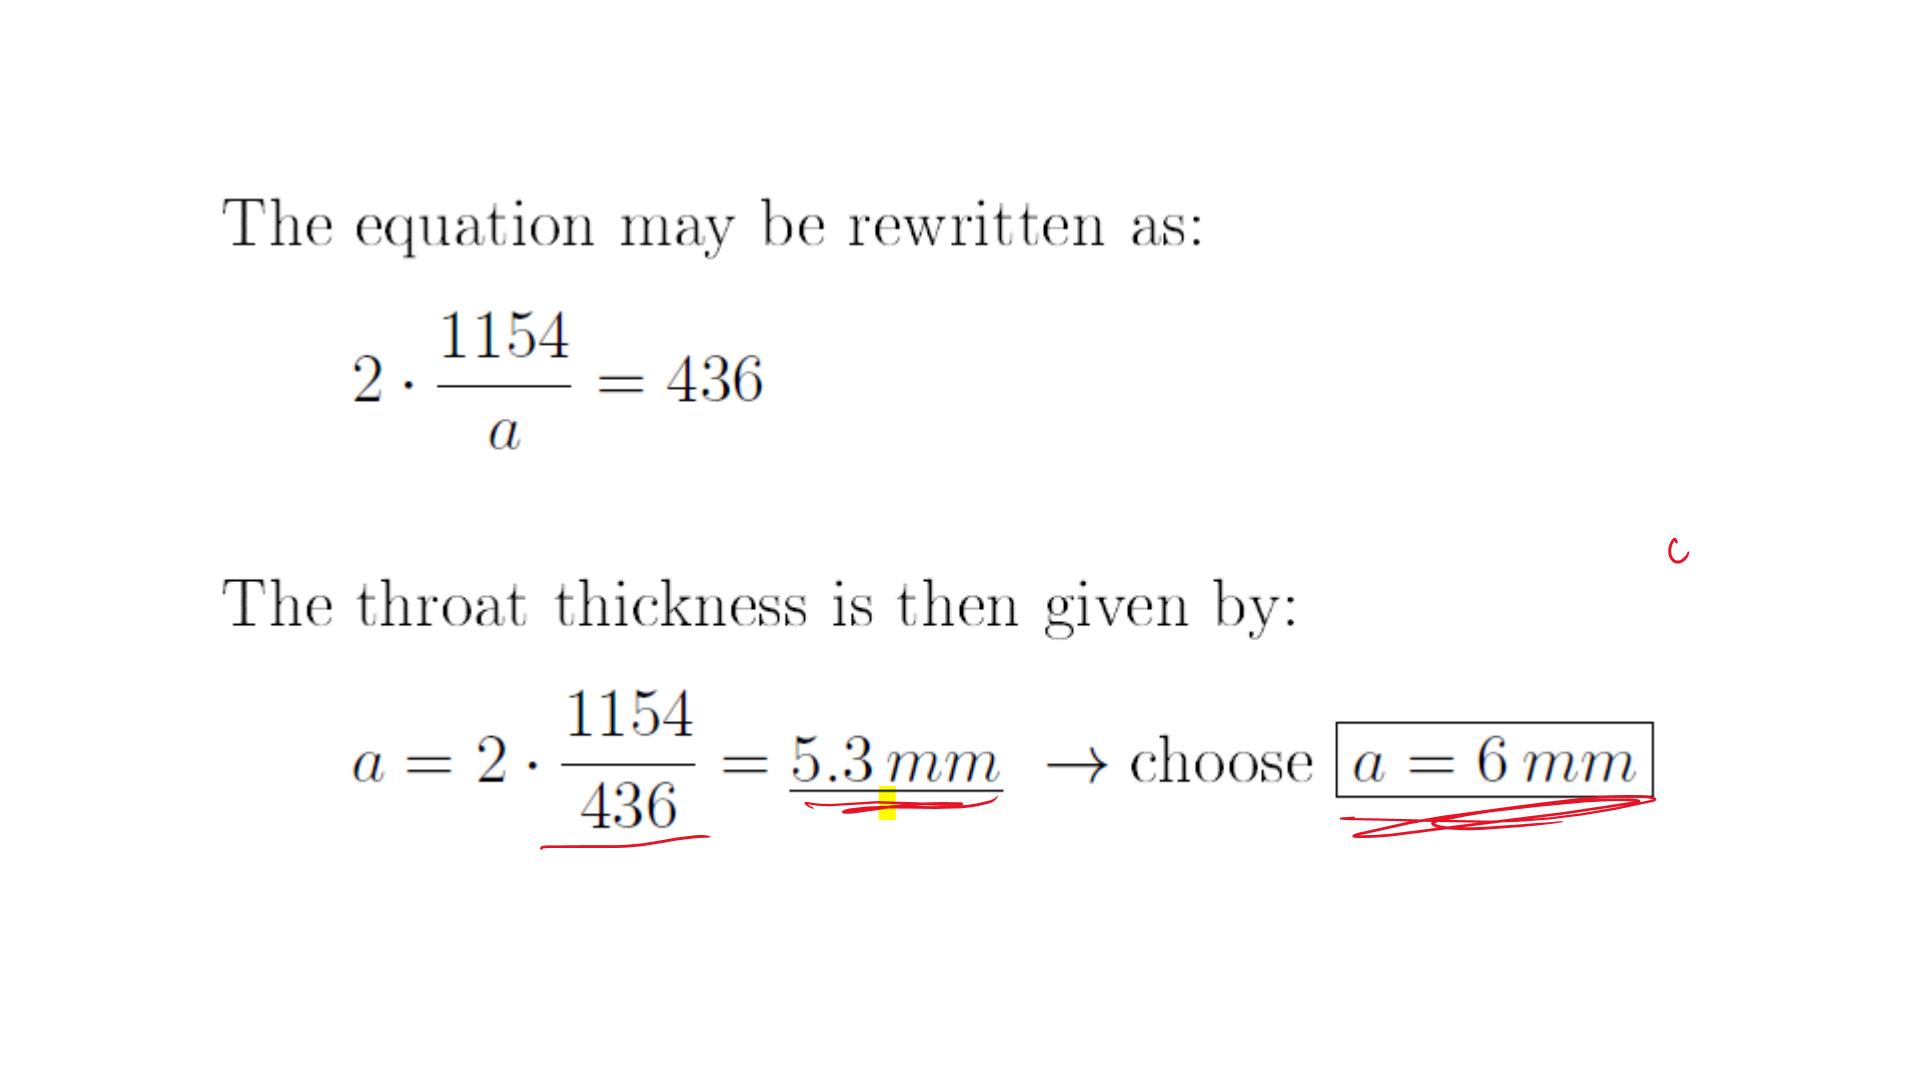 The equation may be rewritten as:
2 · 1154/a = 436
c
The throat thickness is then given by:
a = 2 · 1154/436 = 5.3 mm → choose a = 6 mm